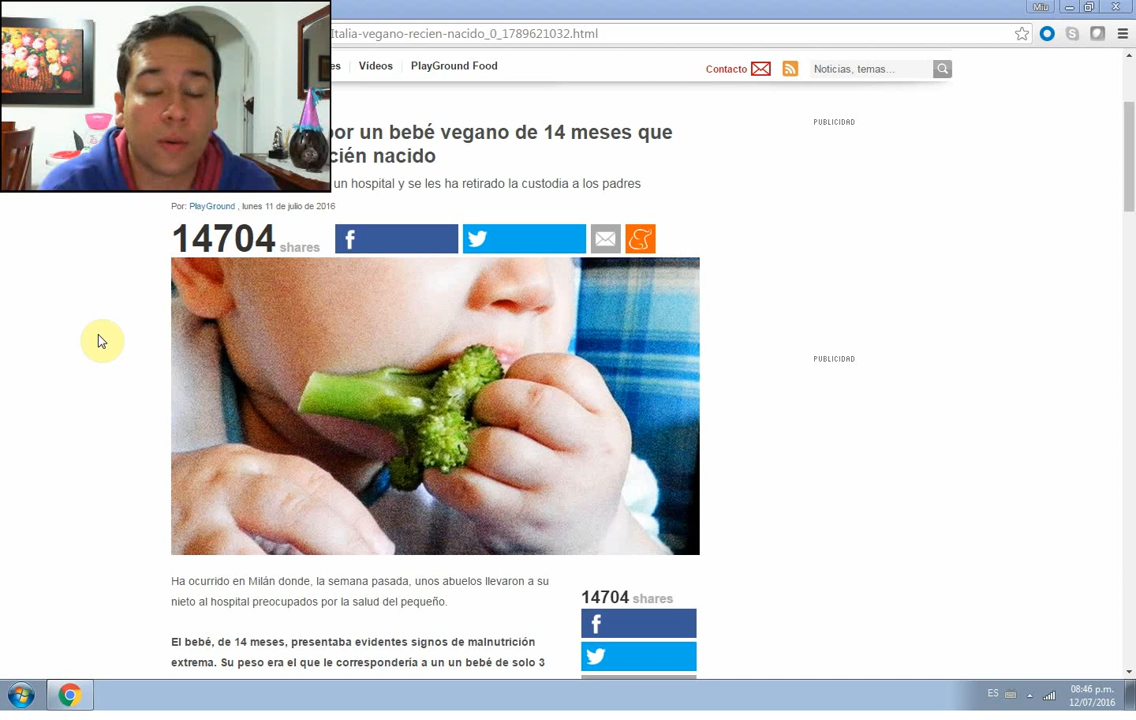 Miu
Italia-vegano-recien-nacido_0_1789621032.html
es Vídeos PlayGround Food
Contacto Noticias, temas...
PUBLICIDAD
por un bebé vegano de 14 meses que
cién nacido
un hospital y se les ha retirado la custodia a los padres
Por: PlayGround , lunes 11 de julio de 2016
14704 shares
PUBLICIDAD
Ha ocurrido en Milán donde, la semana pasada, unos abuelos llevaron a su
nieto al hospital preocupados por la salud del pequeño.
14704 shares
El bebé, de 14 meses, presentaba evidentes signos de malnutrición
extrema. Su peso era el que le correspondería a un un bebé de solo 3
ES 08:46 p.m.
12/07/2016